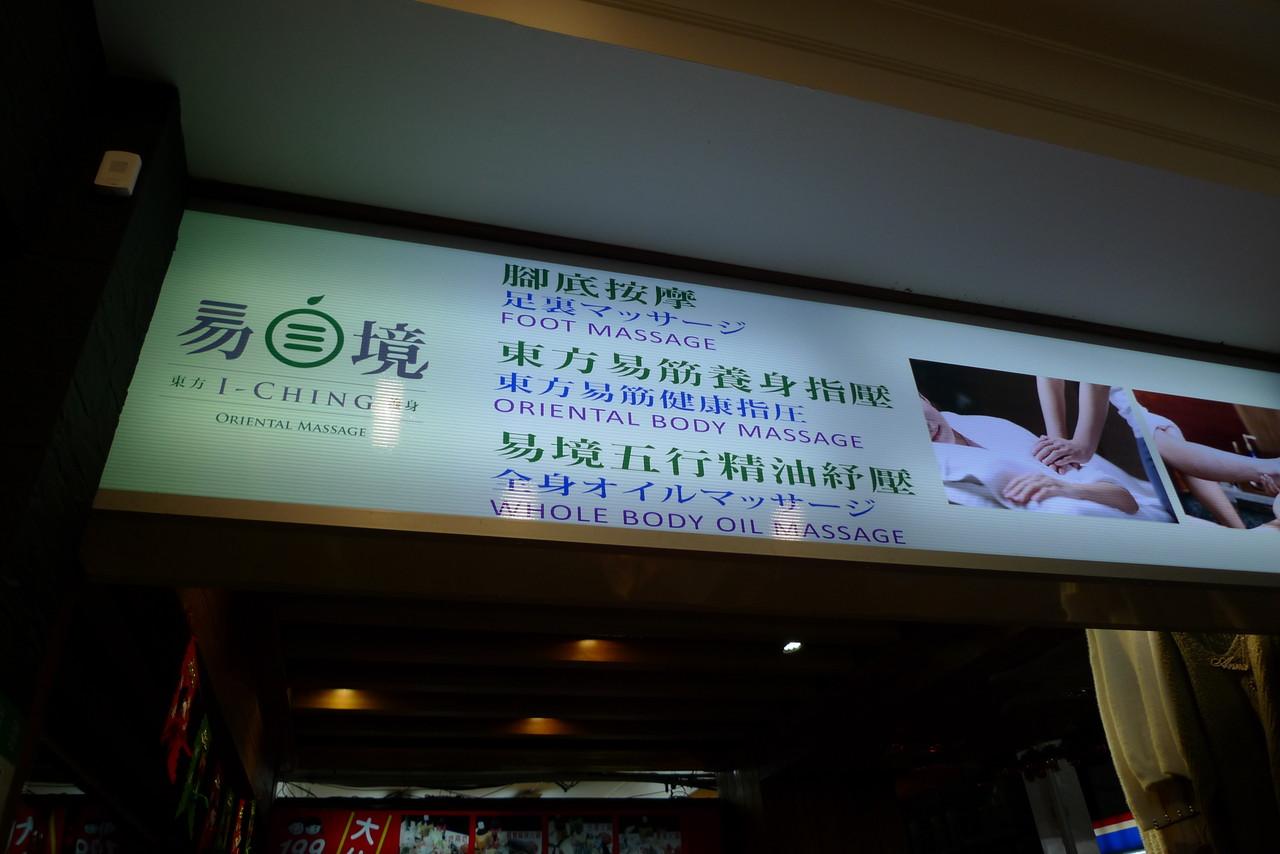 易 境
東方 I-CHING 養身
ORIENTAL MASSAGE
腳底按摩
足裏マッサージ
FOOT MASSAGE
東方易筋養身指壓
東方易筋健康指圧
ORIENTAL BODY MASSAGE
易境五行精油紓壓
全身オイルマッサージ
WHOLE BODY OIL MASSAGE
199
大